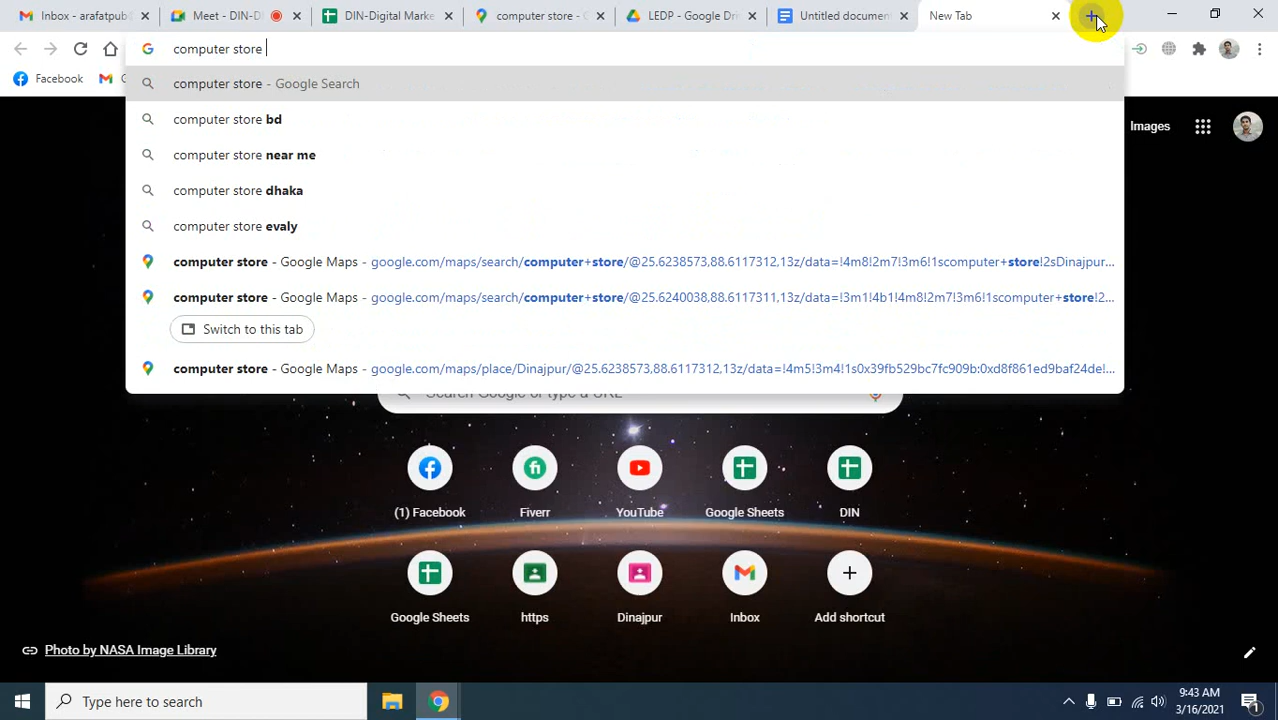 Inbox - arafatpub
Meet - DIN-D
DIN-Digital Marke
computer store - G
LEDP - Google Dri
Untitled document
New Tab
computer store
Facebook
computer store - Google Search
computer store bd
computer store near me
computer store dhaka
computer store evaly
computer store - Google Maps - google.com/maps/search/computer+store/@25.6238573,88.6117312,13z/data=!4m8!2m7!3m6!1scomputer+store!2sDinajpur...
computer store - Google Maps - google.com/maps/search/computer+store/@25.6240038,88.6117311,13z/data=!3m1!4b1!4m8!2m7!3m6!1scomputer+store!2...
Switch to this tab
computer store - Google Maps - google.com/maps/place/Dinajpur/@25.6238573,88.6117312,13z/data=!4m5!3m4!1s0x39fb529bc7fc909b:0xd8f861ed9baf24de!...
Images
Search Google or type a URL
(1) Facebook
Fiverr
YouTube
Google Sheets
DIN
Google Sheets
https
Dinajpur
Inbox
Add shortcut
Photo by NASA Image Library
Type here to search
9:43 AM
3/16/2021